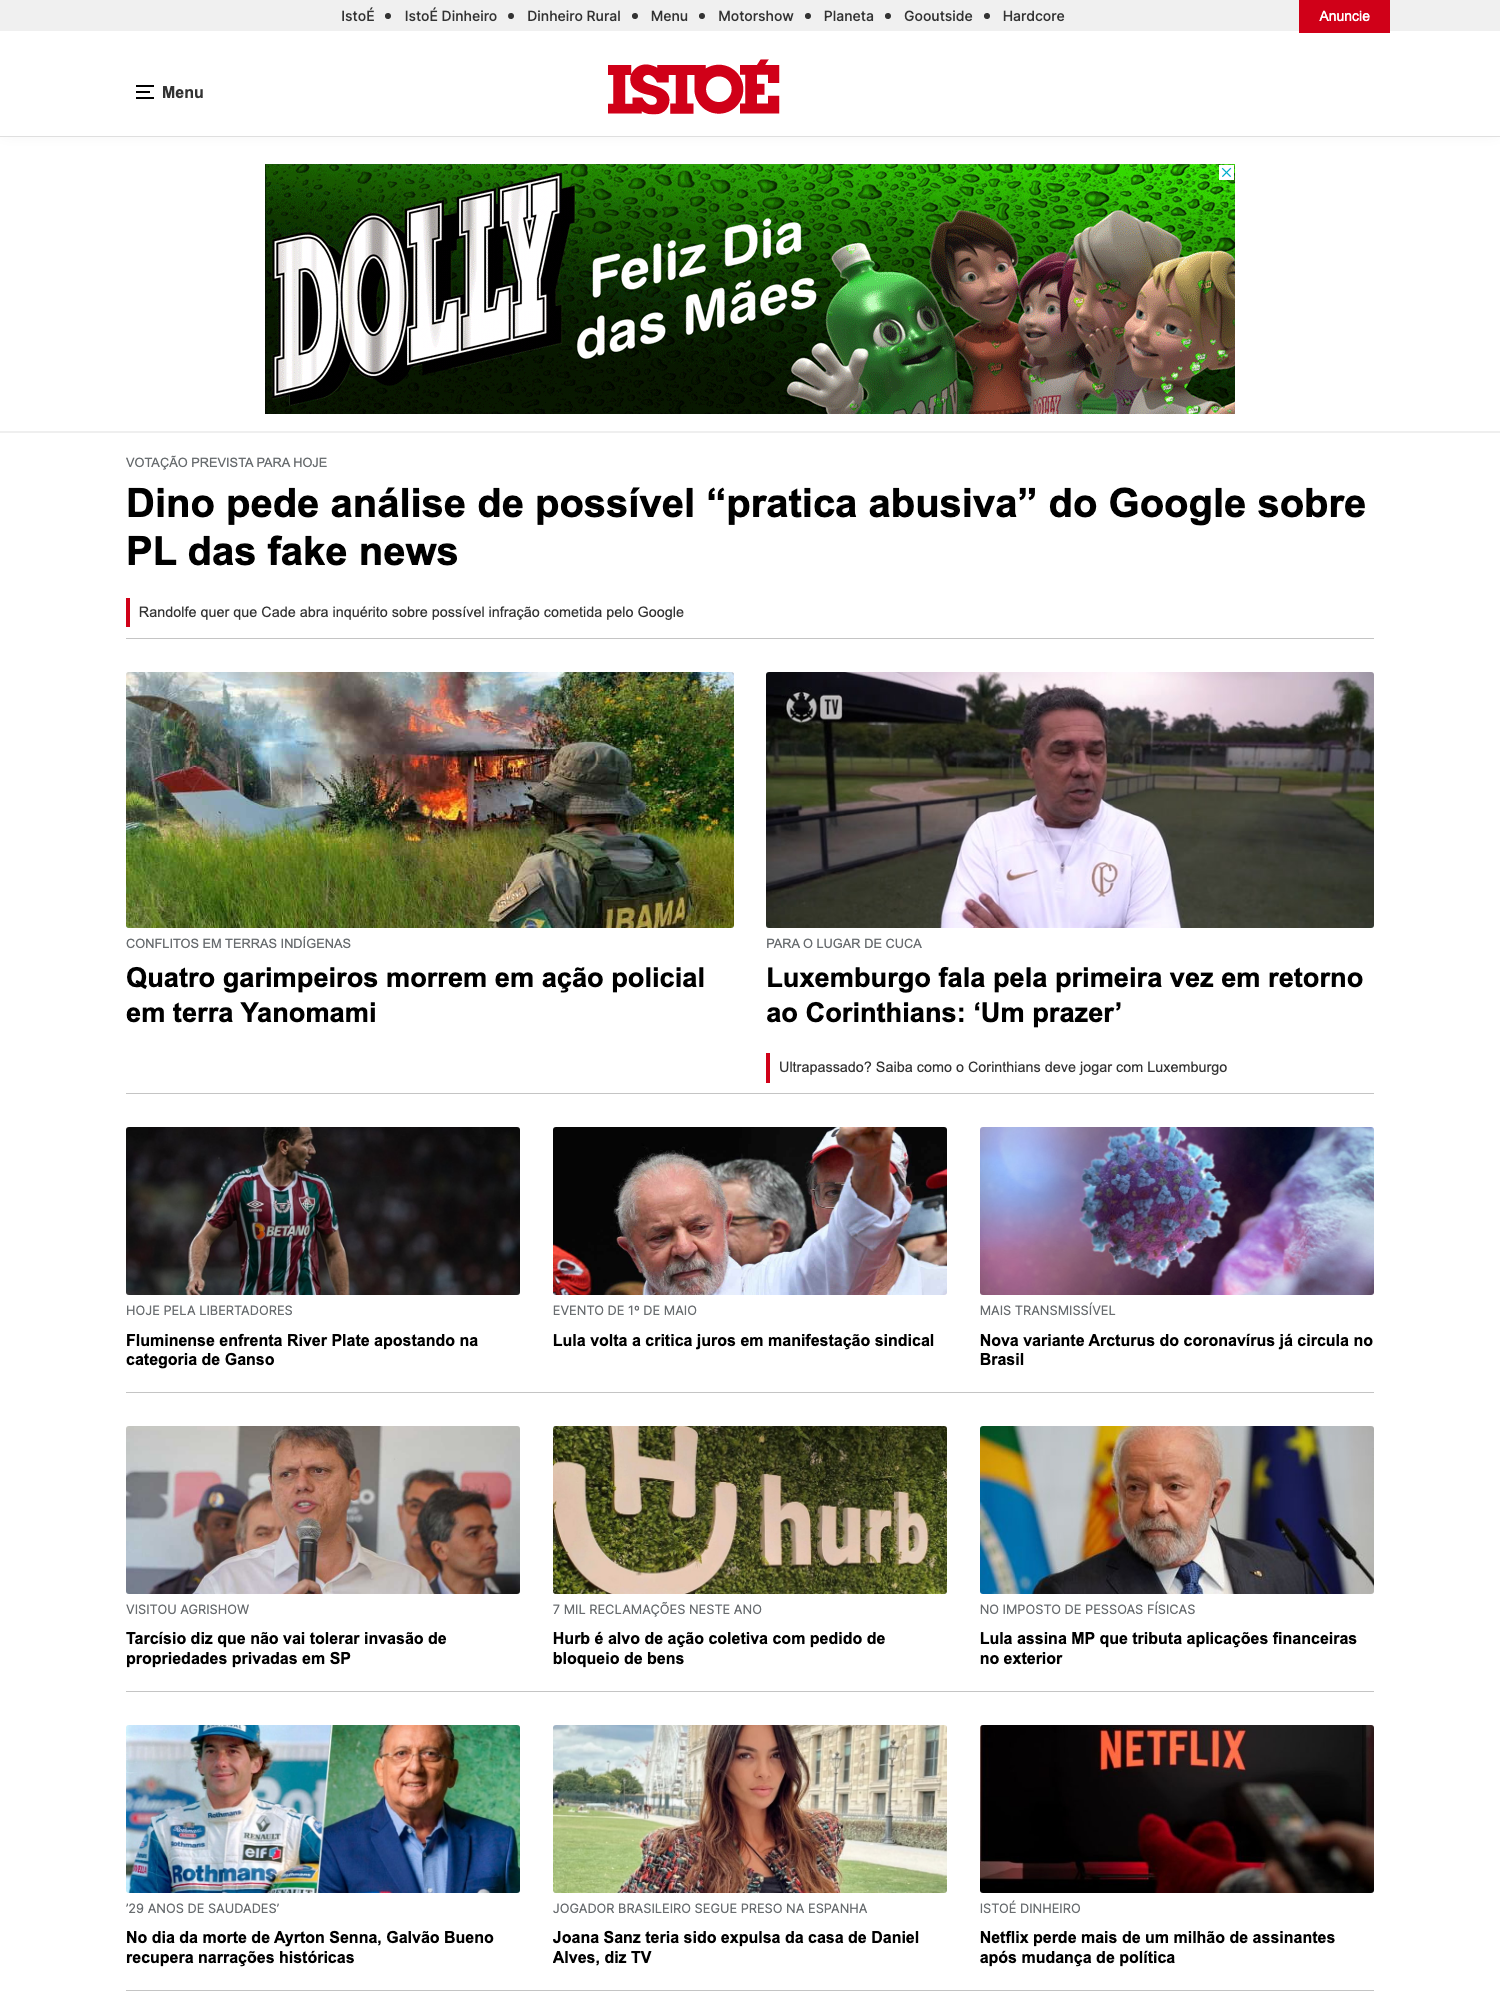 IstoÉ • IstoÉ Dinheiro • Dinheiro Rural • Menu • Motorshow • Planeta • Gooutside • Hardcore
Anuncie
Menu
ISTOÉ
DOLLY
Feliz Dia
das Mães
DOLLY
VOTAÇÃO PREVISTA PARA HOJE
Dino pede análise de possível “pratica abusiva” do Google sobre
PL das fake news
Randolfe quer que Cade abra inquérito sobre possível infração cometida pelo Google
IBAMA
TV
CONFLITOS EM TERRAS INDÍGENAS
Quatro garimpeiros morrem em ação policial
em terra Yanomami
PARA O LUGAR DE CUCA
Luxemburgo fala pela primeira vez em retorno
ao Corinthians: ‘Um prazer’
Ultrapassado? Saiba como o Corinthians deve jogar com Luxemburgo
BETANO
HOJE PELA LIBERTADORES
Fluminense enfrenta River Plate apostando na
categoria de Ganso
EVENTO DE 1º DE MAIO
Lula volta a critica juros em manifestação sindical
MAIS TRANSMISSÍVEL
Nova variante Arcturus do coronavírus já circula no
Brasil
VISITOU AGRISHOW
Tarcísio diz que não vai tolerar invasão de
propriedades privadas em SP
H hurb
7 MIL RECLAMAÇÕES NESTE ANO
Hurb é alvo de ação coletiva com pedido de
bloqueio de bens
NO IMPOSTO DE PESSOAS FÍSICAS
Lula assina MP que tributa aplicações financeiras
no exterior
Rothmans
RENAULT
elf
Rothmans
Rothmans
'29 ANOS DE SAUDADES'
No dia da morte de Ayrton Senna, Galvão Bueno
recupera narrações históricas
JOGADOR BRASILEIRO SEGUE PRESO NA ESPANHA
Joana Sanz teria sido expulsa da casa de Daniel
Alves, diz TV
NETFLIX
ISTOÉ DINHEIRO
Netflix perde mais de um milhão de assinantes
após mudança de política